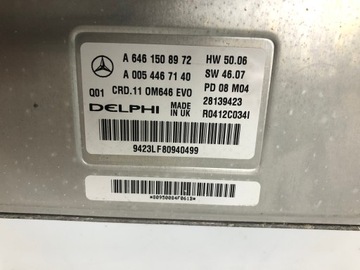 A 646 150 89 72 HW 50.06
A 005 446 71 40 SW 46.07
Q01 CRD.11 OM646 EVO PD 08 M04
DELPHI MADE IN UK 28139423
R0412C034I
9423LF80940499